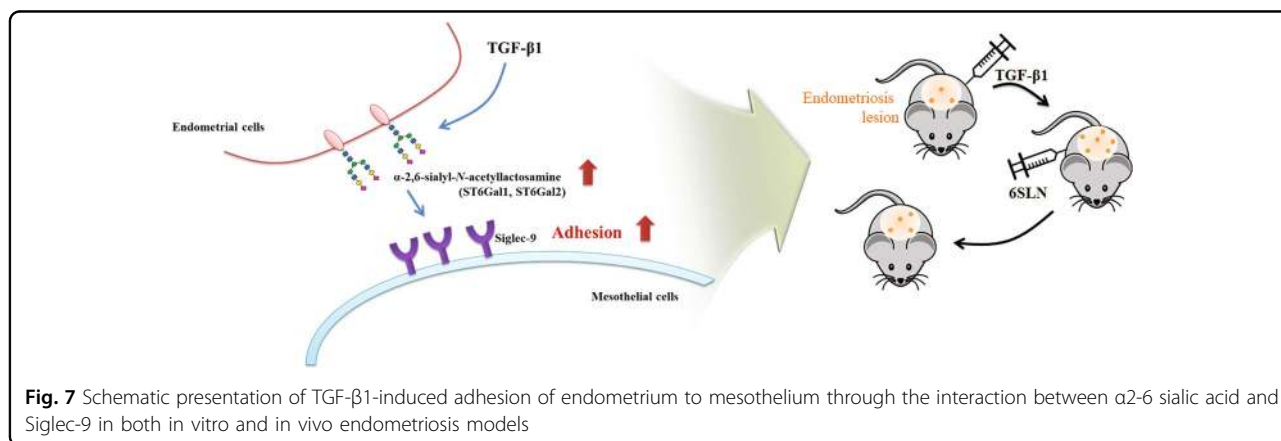 TGF-β1
Endometrial cells
α-2,6-sialyl-N-acetyllactosamine
(ST6Gal1, ST6Gal2)
Siglec-9
Adhesion
Mesothelial cells
TGF-β1
Endometriosis
lesion
6SLN
Fig. 7 Schematic presentation of TGF-β1-induced adhesion of endometrium to mesothelium through the interaction between α2-6 sialic acid and
Siglec-9 in both in vitro and in vivo endometriosis models